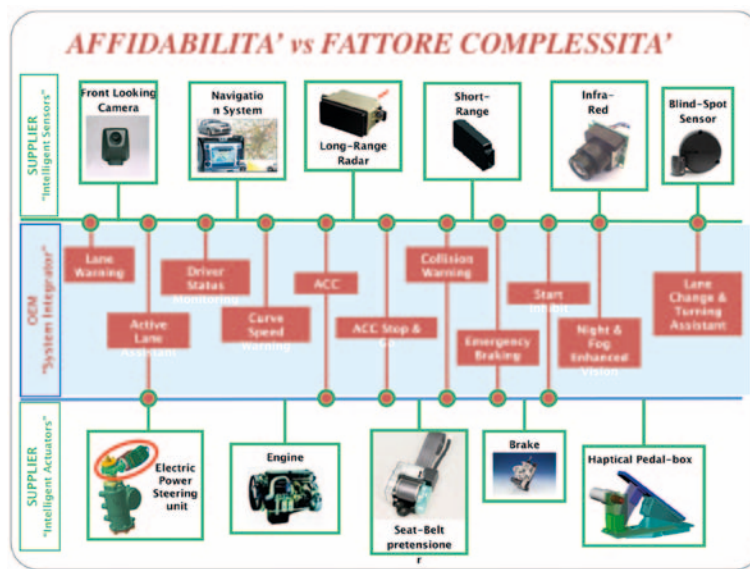 AFFIDABILITA' vs FATTORE COMPLESSITA'
SUPPLIER
"Intelligent Sensors"
Front Looking
Camera
Navigatio
n System
Long-Range
Radar
Short-
Range
Infra-
Red
Blind-Spot
Sensor
OEM
"System Integrator"
Lane
Warning
Active
Lane
Assistant
Driver
Status
Monitoring
Curve
Speed
Warning
ACC
ACC Stop &
Go
Collision
Warning
Emergency
Braking
Start
Inhibit
Night &
Fog
Enhanced
Vision
Lane
Change &
Turning
Assistant
SUPPLIER
"Intelligent Actuators"
Electric
Power
Steering
unit
Engine
Seat-Belt
pretensione
r
Brake
Haptical Pedal-box